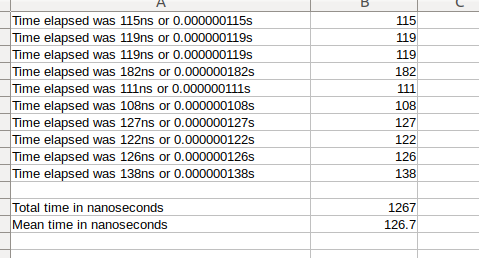 A B C
Time elapsed was 115ns or 0.000000115s 115
Time elapsed was 119ns or 0.000000119s 119
Time elapsed was 119ns or 0.000000119s 119
Time elapsed was 182ns or 0.000000182s 182
Time elapsed was 111ns or 0.000000111s 111
Time elapsed was 108ns or 0.000000108s 108
Time elapsed was 127ns or 0.000000127s 127
Time elapsed was 122ns or 0.000000122s 122
Time elapsed was 126ns or 0.000000126s 126
Time elapsed was 138ns or 0.000000138s 138
Total time in nanoseconds 1267
Mean time in nanoseconds 126.7